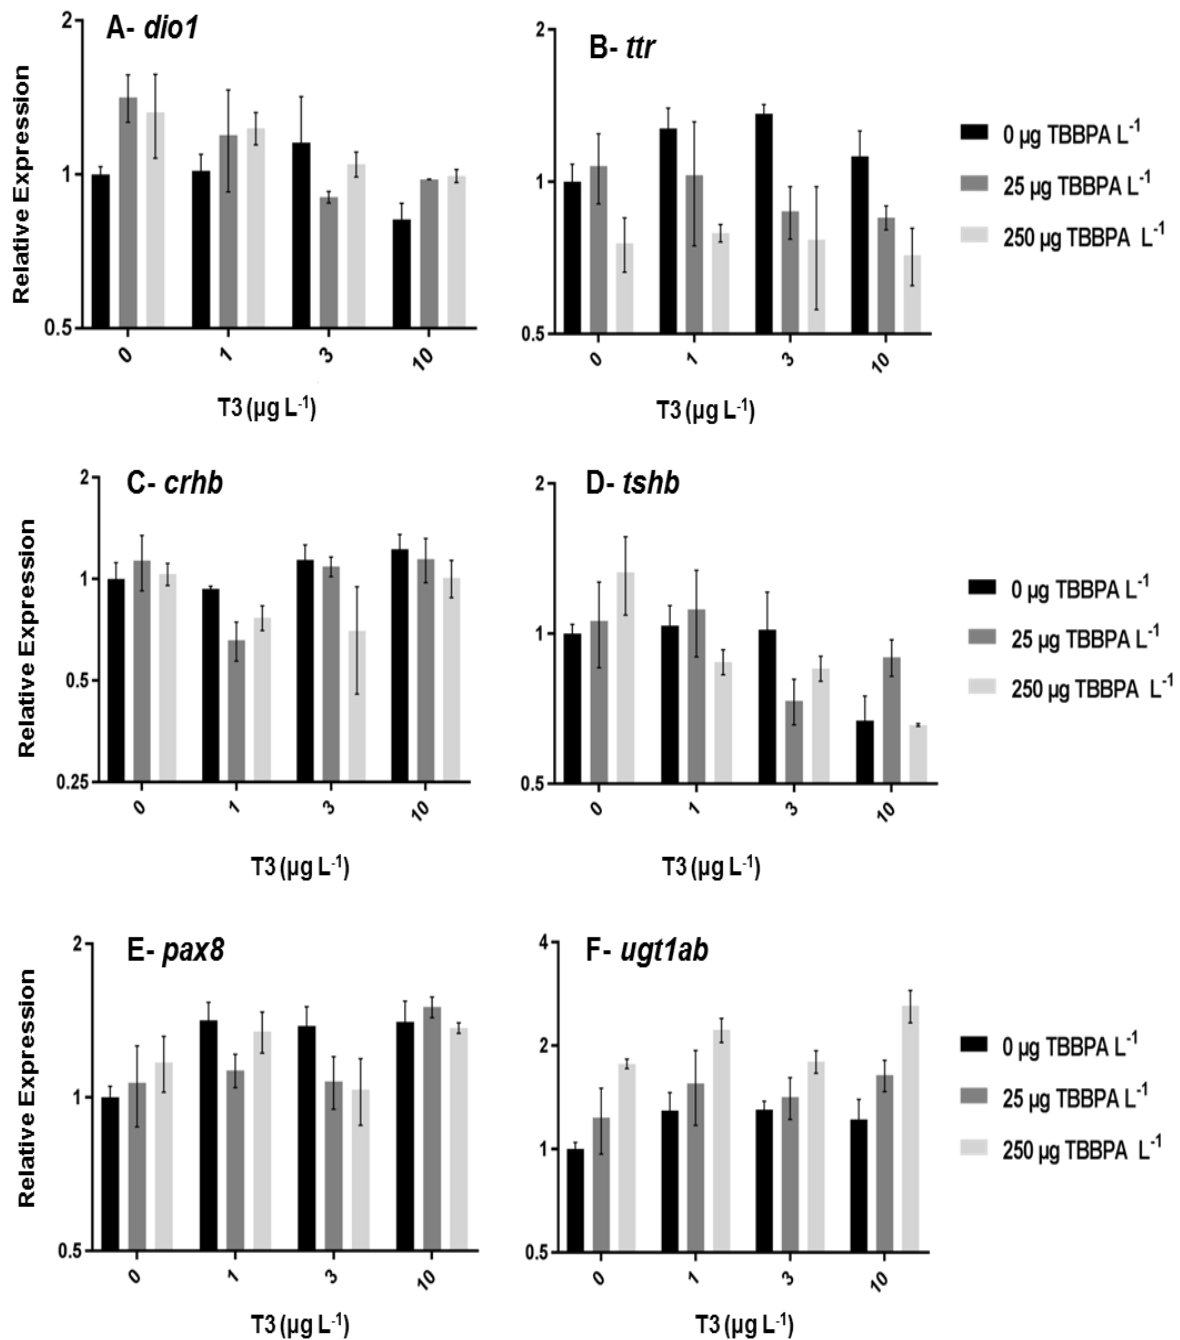 A- dio1
Relative Expression
2
1
0.5
0 1 3 10
T3 (µg L-1)
B- ttr
2
1
0.5
0 1 3 10
T3 (µg L-1)
0 µg TBBPA L-1
25 µg TBBPA L-1
250 µg TBBPA L-1
C- crhb
Relative Expression
2
1
0.5
0.25
0 1 3 10
T3 (µg L-1)
D- tshb
2
1
0.5
0 1 3 10
T3 (µg L-1)
0 µg TBBPA L-1
25 µg TBBPA L-1
250 µg TBBPA L-1
E- pax8
Relative Expression
2
1
0.5
0 1 3 10
T3 (µg L-1)
F- ugt1ab
4
2
1
0.5
0 1 3 10
T3 (µg L-1)
0 µg TBBPA L-1
25 µg TBBPA L-1
250 µg TBBPA L-1